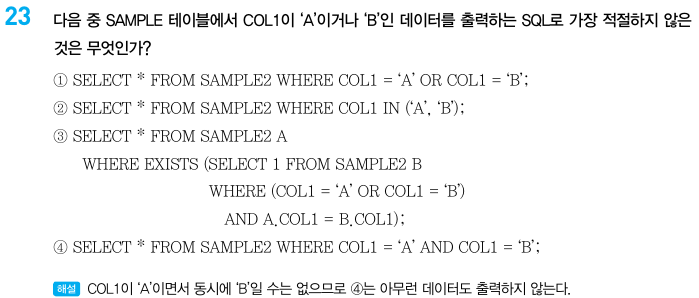 23 다음 중 SAMPLE 테이블에서 COL1이 ‘A’이거나 ‘B’인 데이터를 출력하는 SQL로 가장 적절하지 않은
것은 무엇인가?
① SELECT * FROM SAMPLE2 WHERE COL1 = ‘A’ OR COL1 = ‘B’;
② SELECT * FROM SAMPLE2 WHERE COL1 IN (‘A’, ‘B’);
③ SELECT * FROM SAMPLE2 A
WHERE EXISTS (SELECT 1 FROM SAMPLE2 B
WHERE (COL1 = ‘A’ OR COL1 = ‘B’)
AND A.COL1 = B.COL1);
④ SELECT * FROM SAMPLE2 WHERE COL1 = ‘A’ AND COL1 = ‘B’;
해설 COL1이 ‘A’이면서 동시에 ‘B’일 수는 없으므로 ④는 아무런 데이터도 출력하지 않는다.